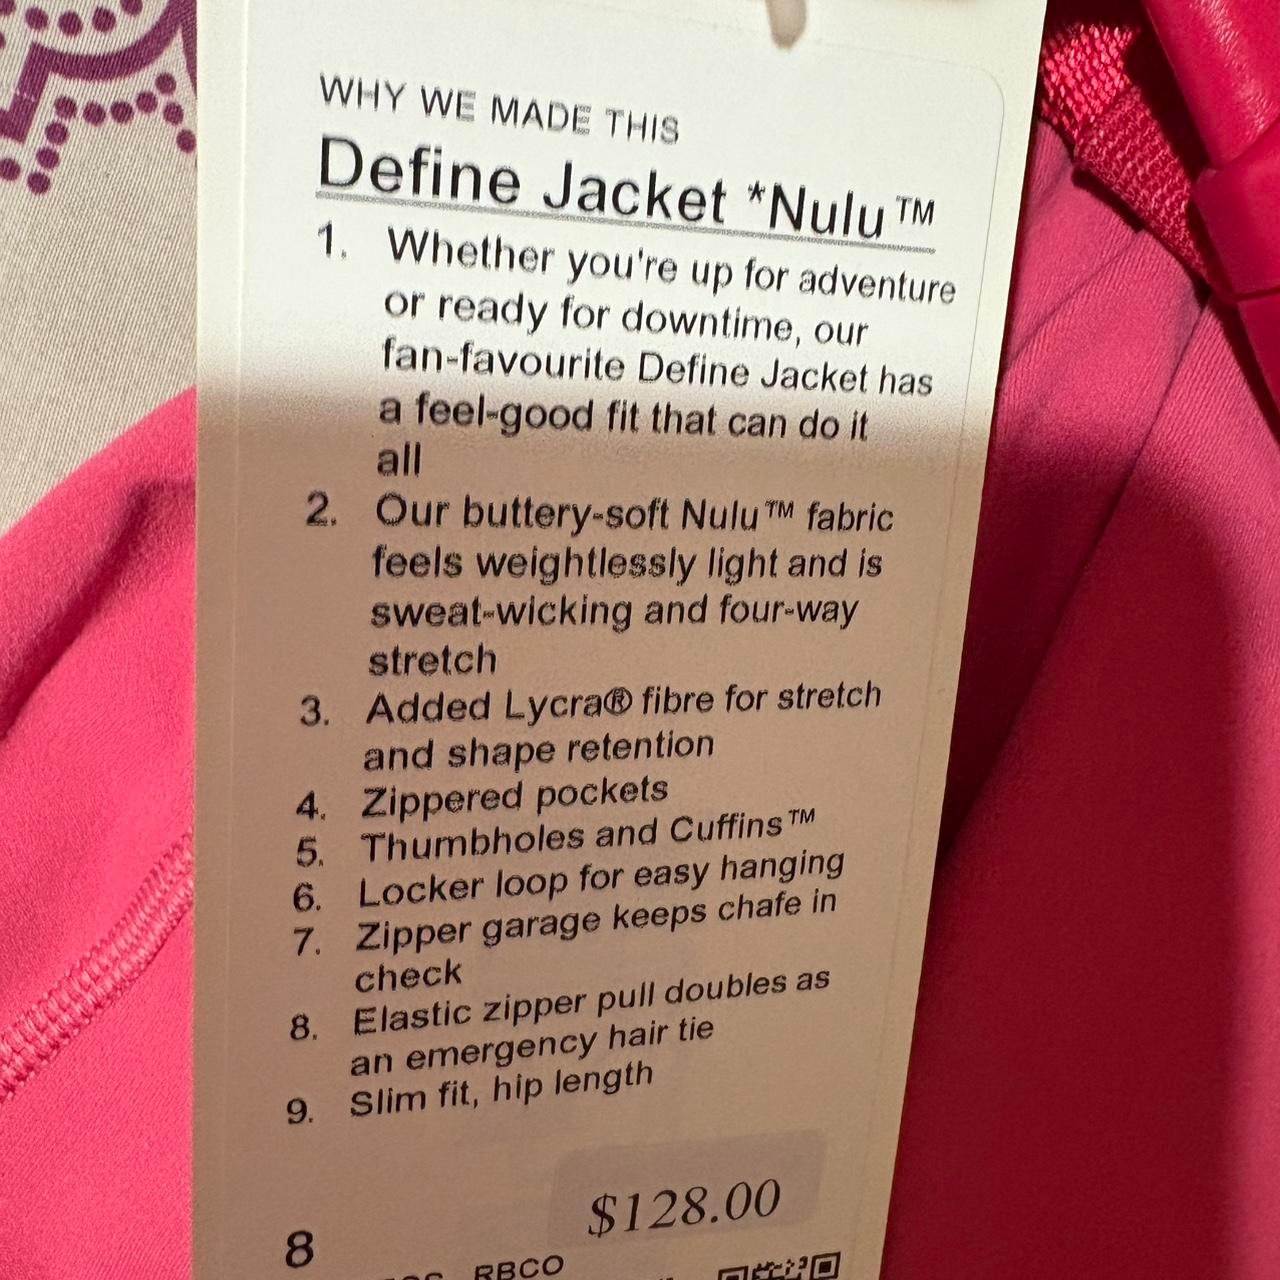 WHY WE MADE THIS
Define Jacket *Nulu™
1. Whether you're up for adventure
or ready for downtime, our
fan-favourite Define Jacket has
a feel-good fit that can do it
all
2. Our buttery-soft Nulu™ fabric
feels weightlessly light and is
sweat-wicking and four-way
stretch
3. Added Lycra® fibre for stretch
and shape retention
4. Zippered pockets
5. Thumbholes and Cuffins™
6. Locker loop for easy hanging
7. Zipper garage keeps chafe in
check
8. Elastic zipper pull doubles as
an emergency hair tie
9. Slim fit, hip length
$128.00
8
RBCO